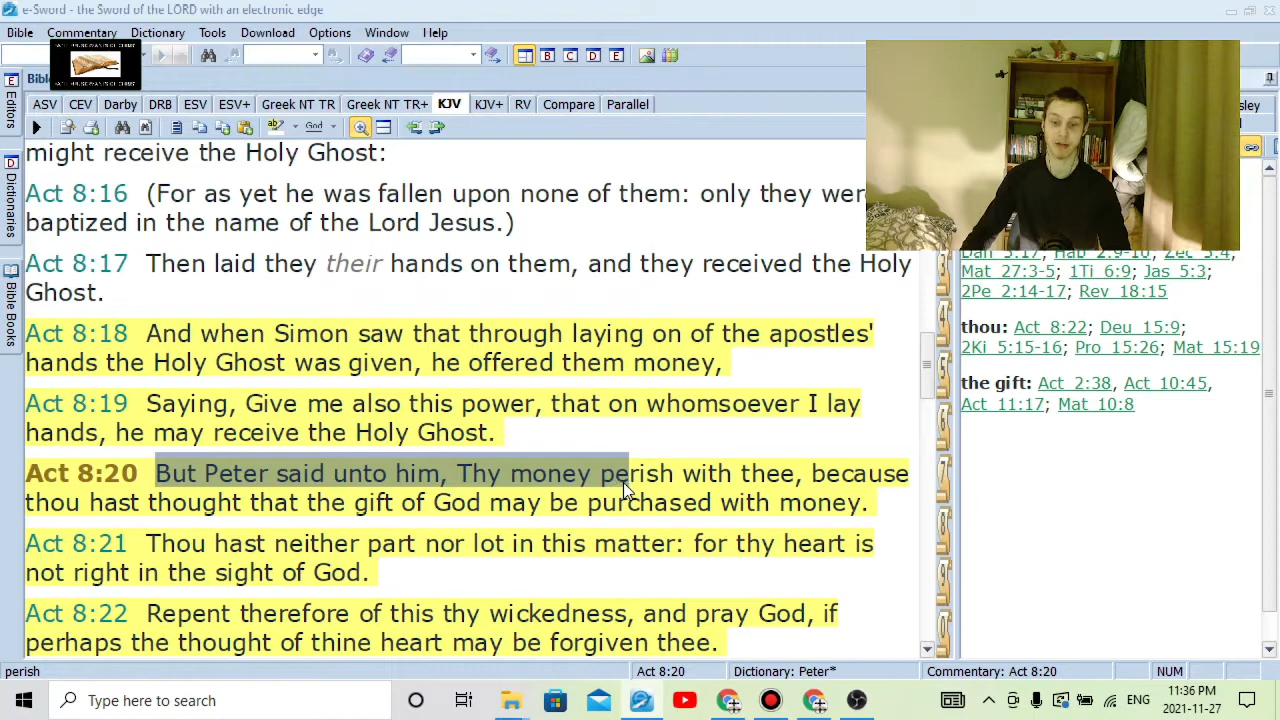 e-Sword - the Sword of the LORD with an electronic edge
Bible Commentary Dictionary Tools Download Options Window Help
Bib
ASV CEV Darby DRB ESV ESV+ Greek NT TR Greek NT TR+ KJV KJV+ RV Compare Parallel
sley
Editors
Dictionaries
Bible Books
might receive the Holy Ghost:
Act 8:16 (For as yet he was fallen upon none of them: only they were
baptized in the name of the Lord Jesus.)
Act 8:17 Then laid they their hands on them, and they received the Holy
Ghost.
Act 8:18 And when Simon saw that through laying on of the apostles'
hands the Holy Ghost was given, he offered them money,
Act 8:19 Saying, Give me also this power, that on whomsoever I lay
hands, he may receive the Holy Ghost.
Act 8:20 But Peter said unto him, Thy money perish with thee, because
thou hast thought that the gift of God may be purchased with money.
Act 8:21 Thou hast neither part nor lot in this matter: for thy heart is
not right in the sight of God.
Act 8:22 Repent therefore of this thy wickedness, and pray God, if
perhaps the thought of thine heart may be forgiven thee.
Mat 27:3-5; 1Ti 6:9; Jas 5:3;
2Pe 2:14-17; Rev 18:15
thou: Act 8:22; Deu 15:9;
2Ki 5:15-16; Pro 15:26; Mat 15:19
the gift: Act 2:38, Act 10:45,
Act 11:17; Mat 10:8
perish Act 8:20 Dictionary: Peter* Commentary: Act 8:20 NUM
Type here to search ENG 11:36 PM
2021-11-27